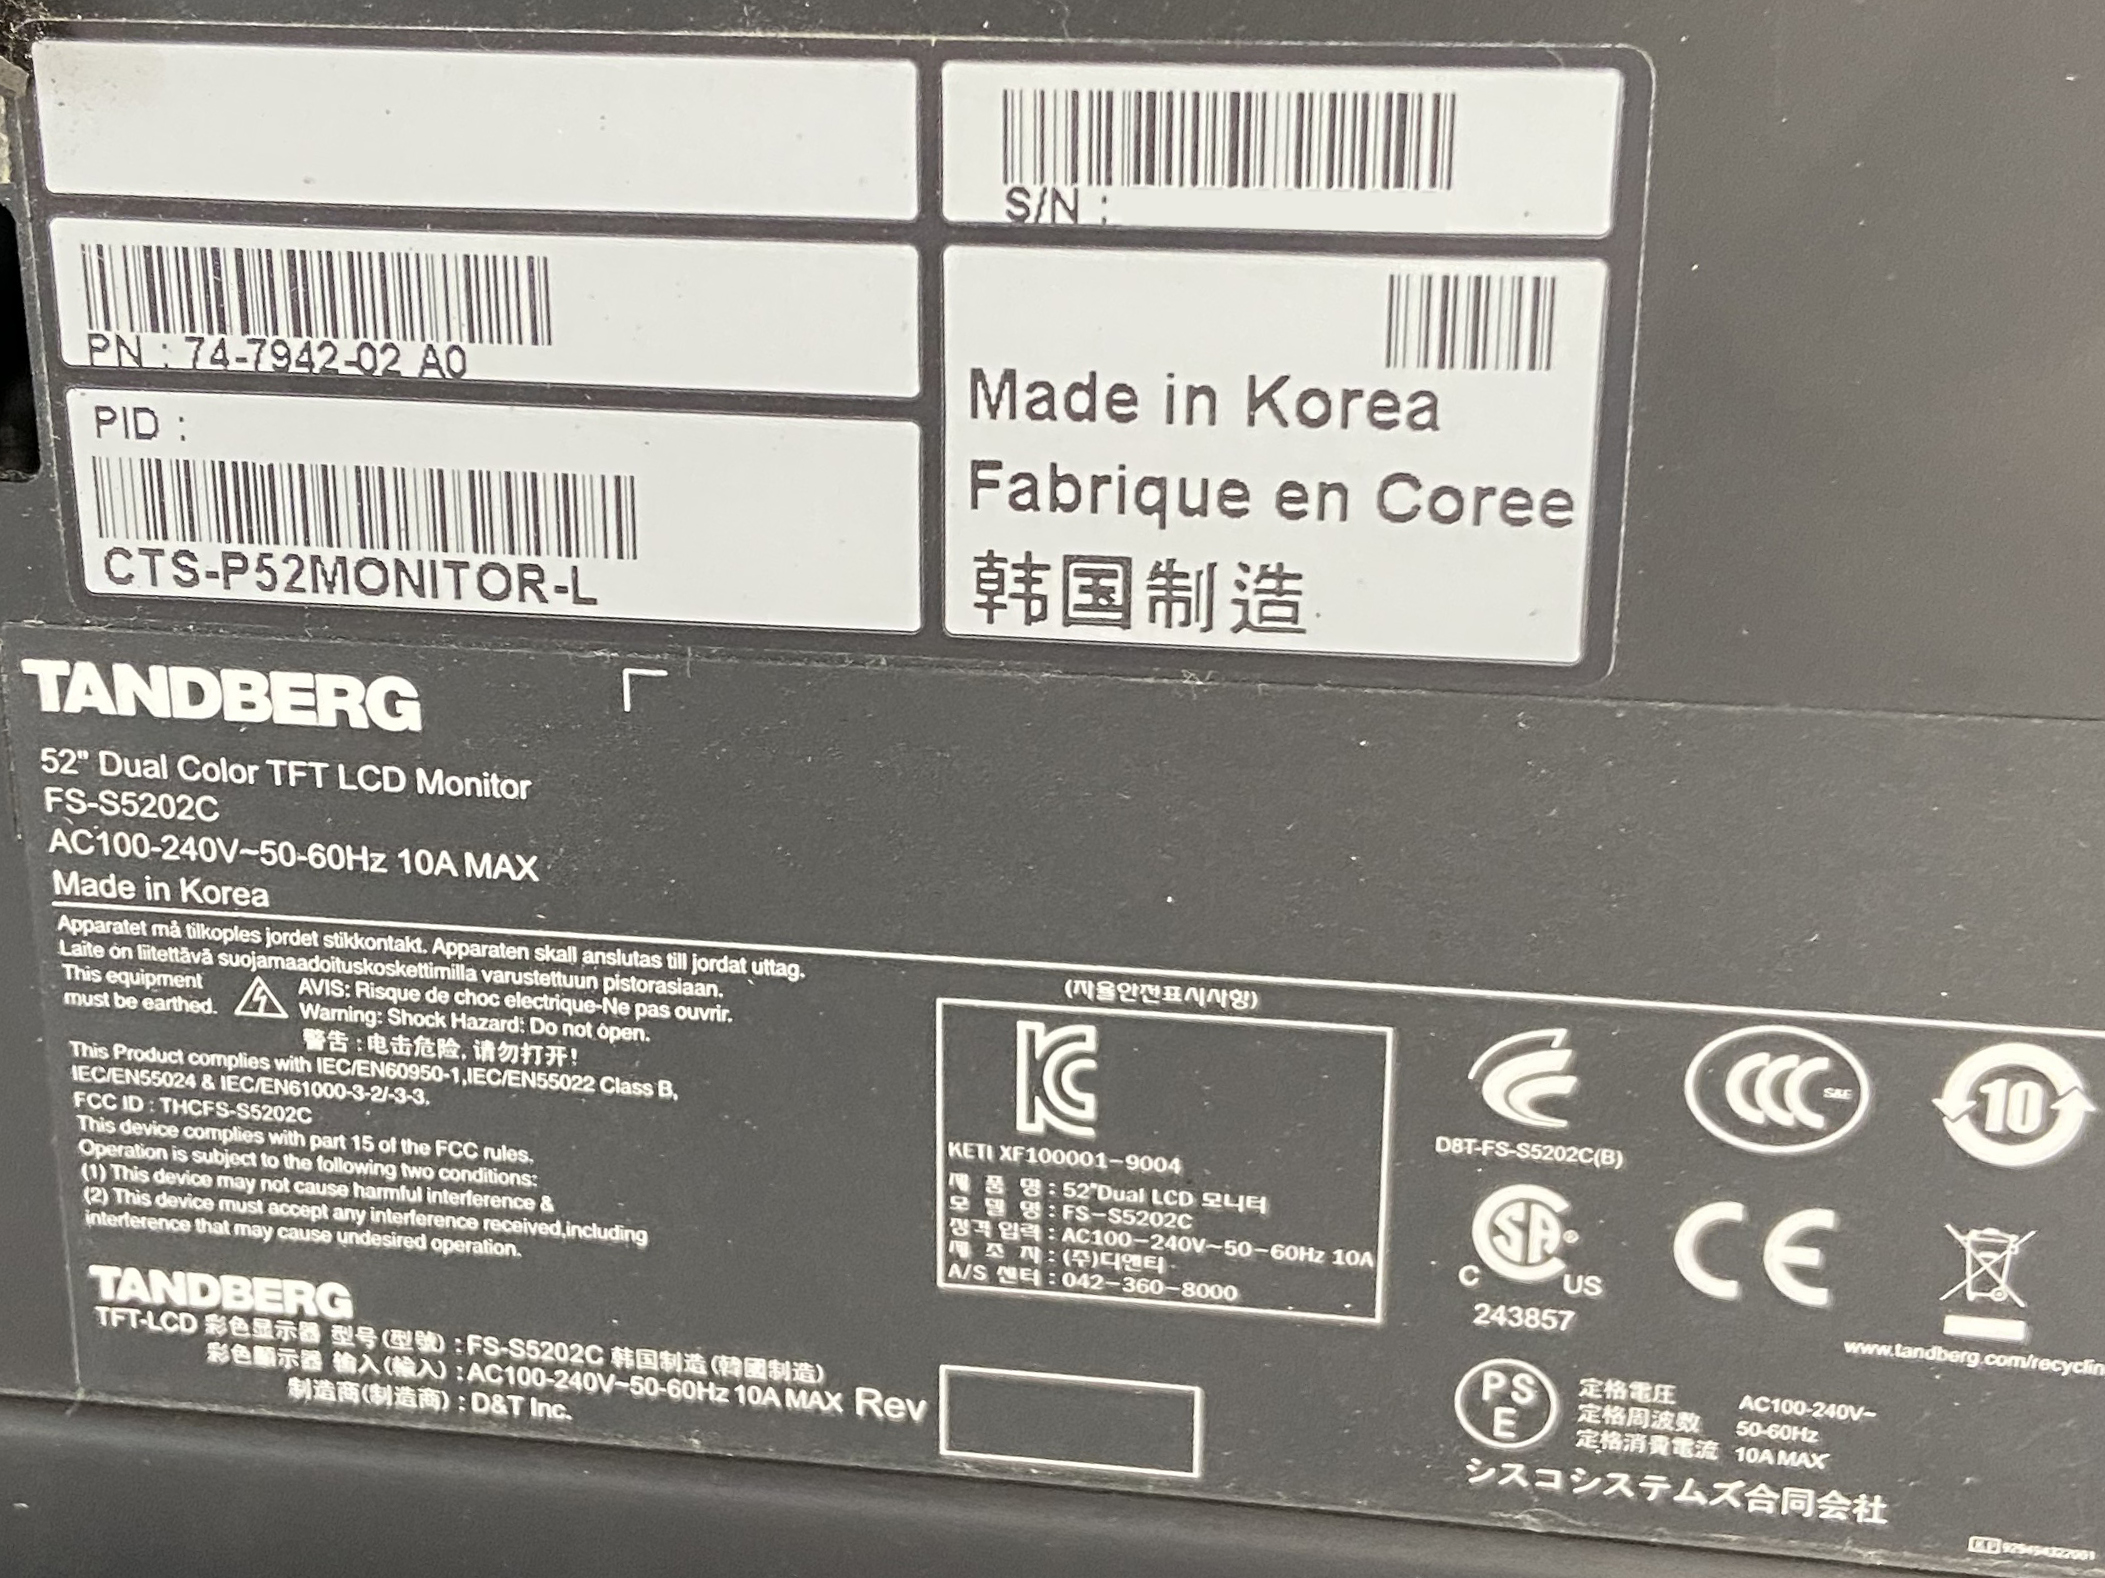 S/N :
PN : 74-7942-02 A0
PID :
CTS-P52MONITOR-L
Made in Korea
Fabrique en Coree
韩国制造
TANDBERG
52" Dual Color TFT LCD Monitor
FS-S5202C
AC100-240V~50-60Hz 10A MAX
Made in Korea
Apparatet må tilkoples jordet stikkontakt. Apparaten skall anslutas till jordat uttag.
Laite on liitettävä suojamaadoituskoskettimilla varustettuun pistorasiaan.
This equipment
must be earthed.
AVIS: Risque de choc electrique-Ne pas ouvrir.
Warning: Shock Hazard: Do not open.
警告 : 电击危险, 请勿打开!
This Product complies with IEC/EN60950-1,IEC/EN55022 Class B,
IEC/EN55024 & IEC/EN61000-3-2/-3-3.
FCC ID : THCFS-S5202C
This device complies with part 15 of the FCC rules.
Operation is subject to the following two conditions:
(1) This device may not cause harmful interference &
(2) This device must accept any interference received,including
interference that may cause undesired operation.
TANDBERG
TFT-LCD 彩色显示器 型号(型號) : FS-S5202C 韩国制造(韓國制造)
彩色顯示器 输入(輸入) : AC100-240V~50-60Hz 10A MAX Rev
制造商(制造商) : D&T Inc.
(자율안전표시사항)
KETI XF100001-9004
제 품 명 : 52"Dual LCD 모니터
모 델 명 : FS-S5202C
정격 입력 : AC100-240V~50-60Hz 10A
제 조 자 : (주)디앤티
A/S 센터 : 042-360-8000
D8T-FS-S5202C(B)
CCC S&E
10
C SA® US
243857
CE
www.tandberg.com/recyclin
PS
E
定格電圧 AC100-240V~
定格周波数 50-60Hz
定格消費電流 10A MAX
シスコシステムズ合同会社